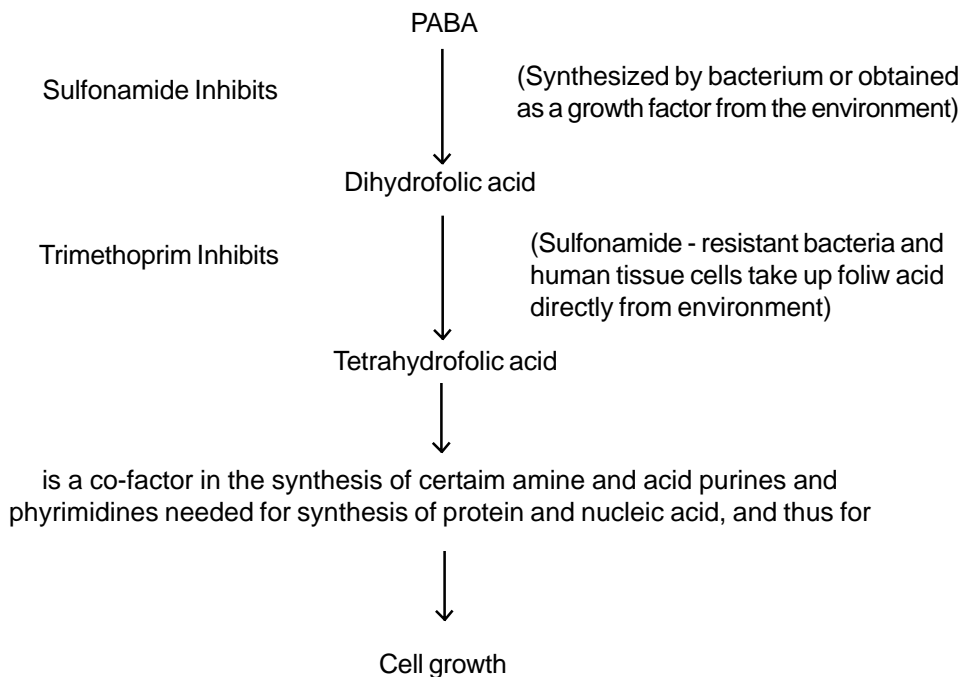 PABA
Sulfonamide Inhibits
(Synthesized by bacterium or obtained
as a growth factor from the environment)
Dihydrofolic acid
Trimethoprim Inhibits
(Sulfonamide - resistant bacteria and
human tissue cells take up foliw acid
directly from environment)
Tetrahydrofolic acid
is a co-factor in the synthesis of certaim amine and acid purines and
phyrimidines needed for synthesis of protein and nucleic acid, and thus for
Cell growth